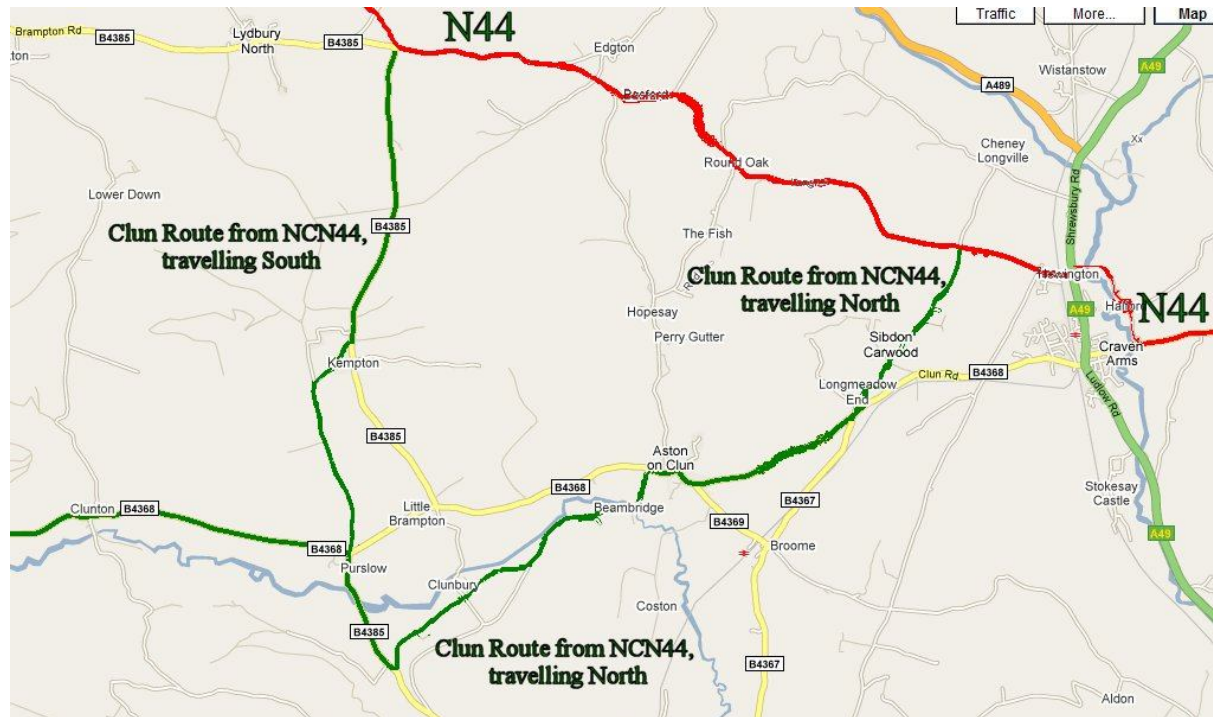 Traffic
More...
Map
N44
Brampton Rd
B4385
Lydbury
North
B4385
Edgton
A49
Wistanstow
A489
Basford
Xx
Cheney
Longville
Round Oak
Lower Down
Shrewsbury Rd
B4385
Clun Route from NCN44,
travelling South
The Fish
Clun Route from NCN44,
travelling North
Hopesay
Perry Gutter
Halford
A49
N44
Sibdon
Carwood
Craven
Arms
Kempton
Clun Rd
B4368
Longmeadow
End
Ludlow Rd
B4385
Aston
on Clun
B4368
B4367
Stokesay
Castle
Clunton
B4368
Little
Brampton
Beambridge
B4369
A49
B4368
Broome
Purslow
Clunbury
Coston
B4385
Clun Route from NCN44,
travelling North
B4367
Aldon